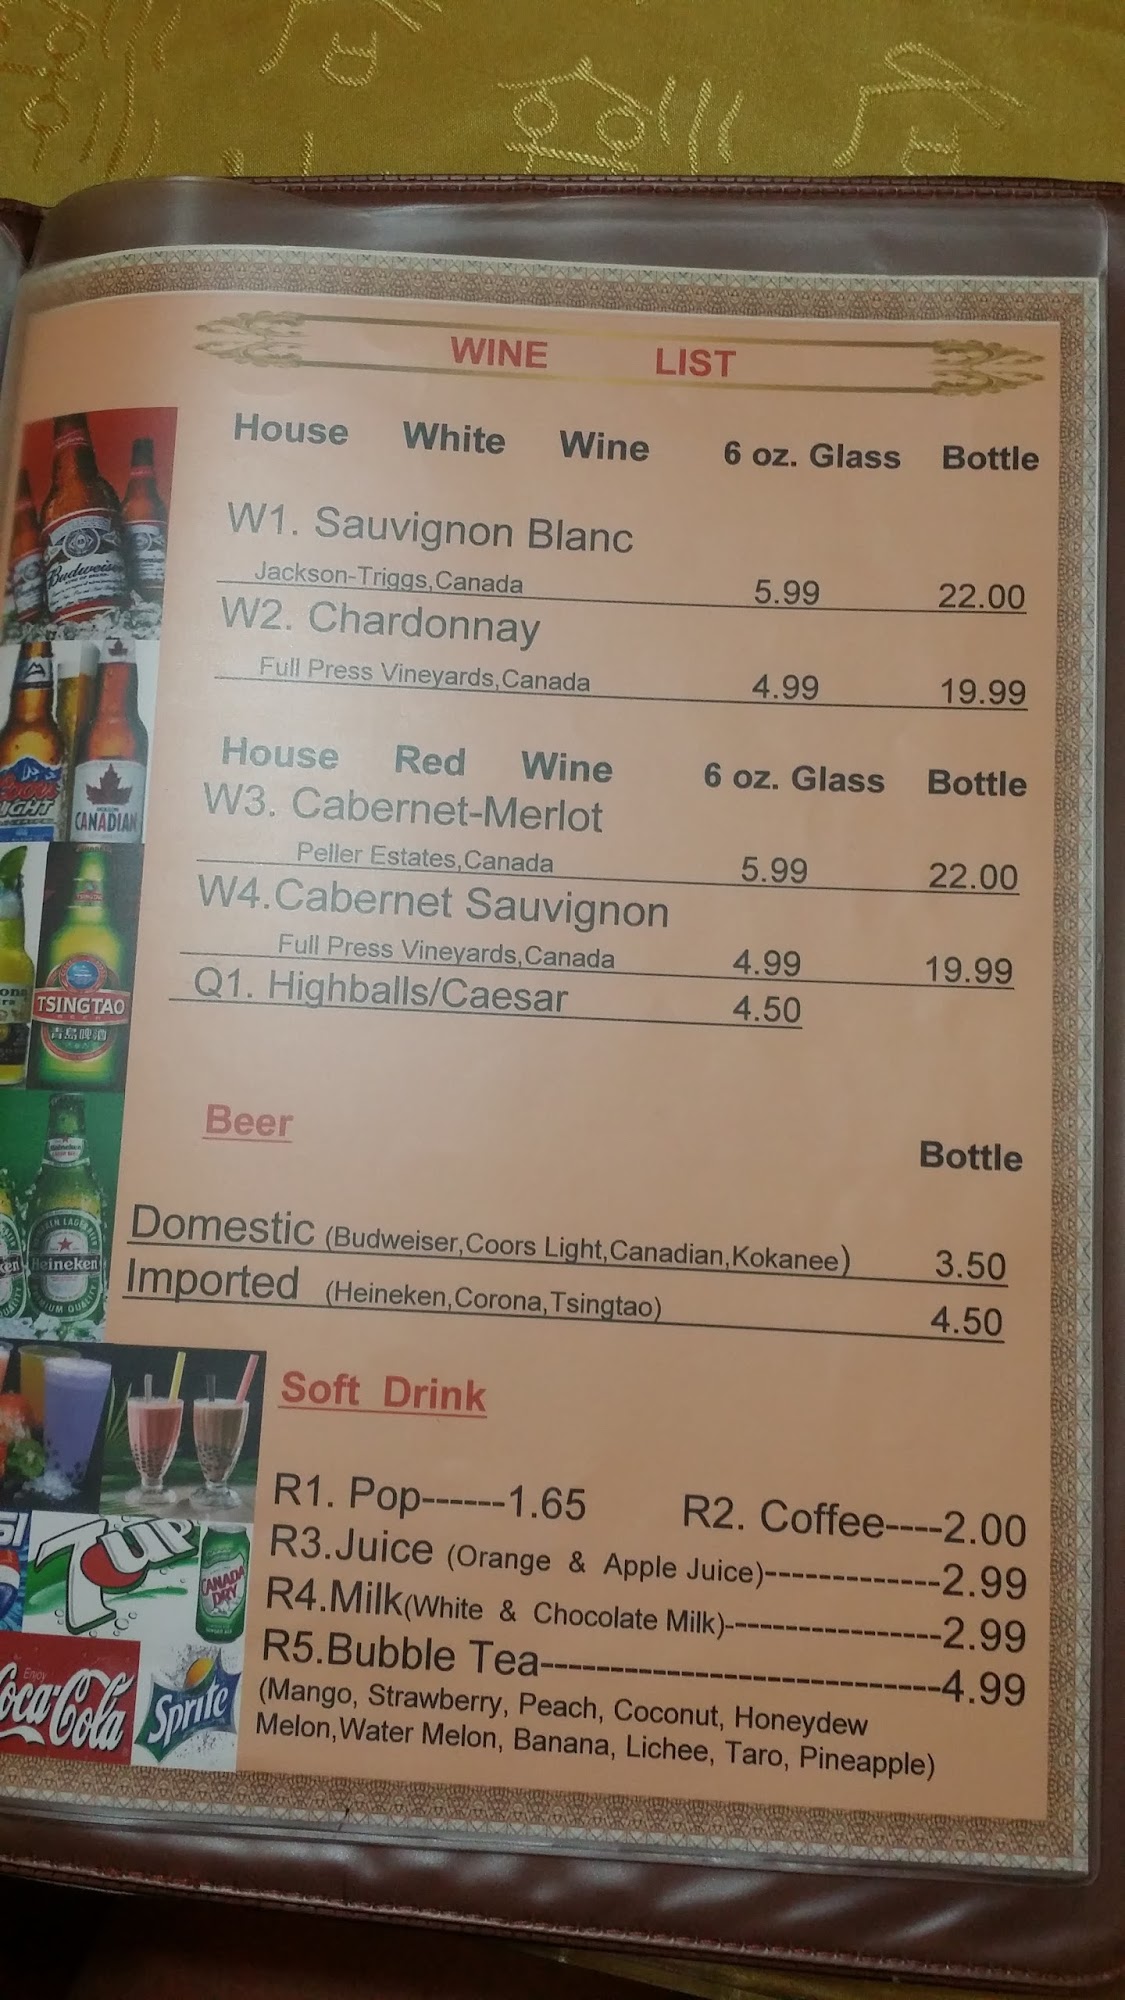 WINE LIST
House White Wine 6 oz. Glass Bottle
W1. Sauvignon Blanc
Jackson-Triggs,Canada 5.99 22.00
W2. Chardonnay
Full Press Vineyards,Canada 4.99 19.99
House Red Wine 6 oz. Glass Bottle
W3. Cabernet-Merlot
Peller Estates,Canada 5.99 22.00
W4.Cabernet Sauvignon
Full Press Vineyards,Canada 4.99 19.99
Q1. Highballs/Caesar 4.50
Beer
Bottle
Domestic (Budweiser,Coors Light,Canadian,Kokanee) 3.50
Imported (Heineken,Corona,Tsingtao) 4.50
Soft Drink
R1. Pop------1.65 R2. Coffee----2.00
R3.Juice (Orange & Apple Juice)-------------2.99
R4.Milk(White & Chocolate Milk)----------------2.99
R5.Bubble Tea----------------------------4.99
(Mango, Strawberry, Peach, Coconut, Honeydew
Melon,Water Melon, Banana, Lichee, Taro, Pineapple)
Budweiser
CANADIAN
TSINGTAO
BEER
青島啤酒
Heineken
7UP
CANADA
DRY
Enjoy
Coca-Cola
Sprite